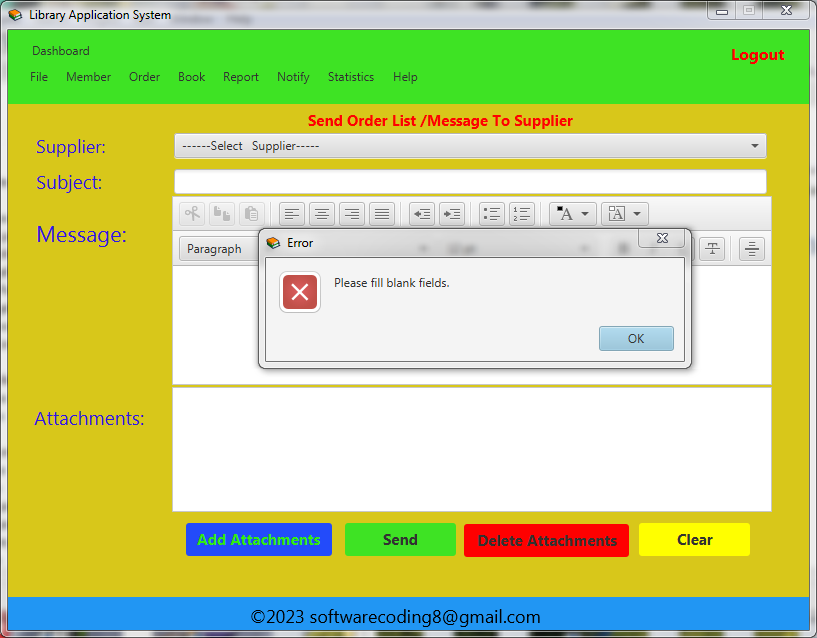 Library Application System
Dashboard
Logout
File Member Order Book Report Notify Statistics Help
Send Order List /Message To Supplier
Supplier:
------Select Supplier-----
Subject:
Message:
Paragraph
Error
Please fill blank fields.
OK
Attachments:
Add Attachments
Send
Delete Attachments
Clear
©2023 softwarecoding8@gmail.com